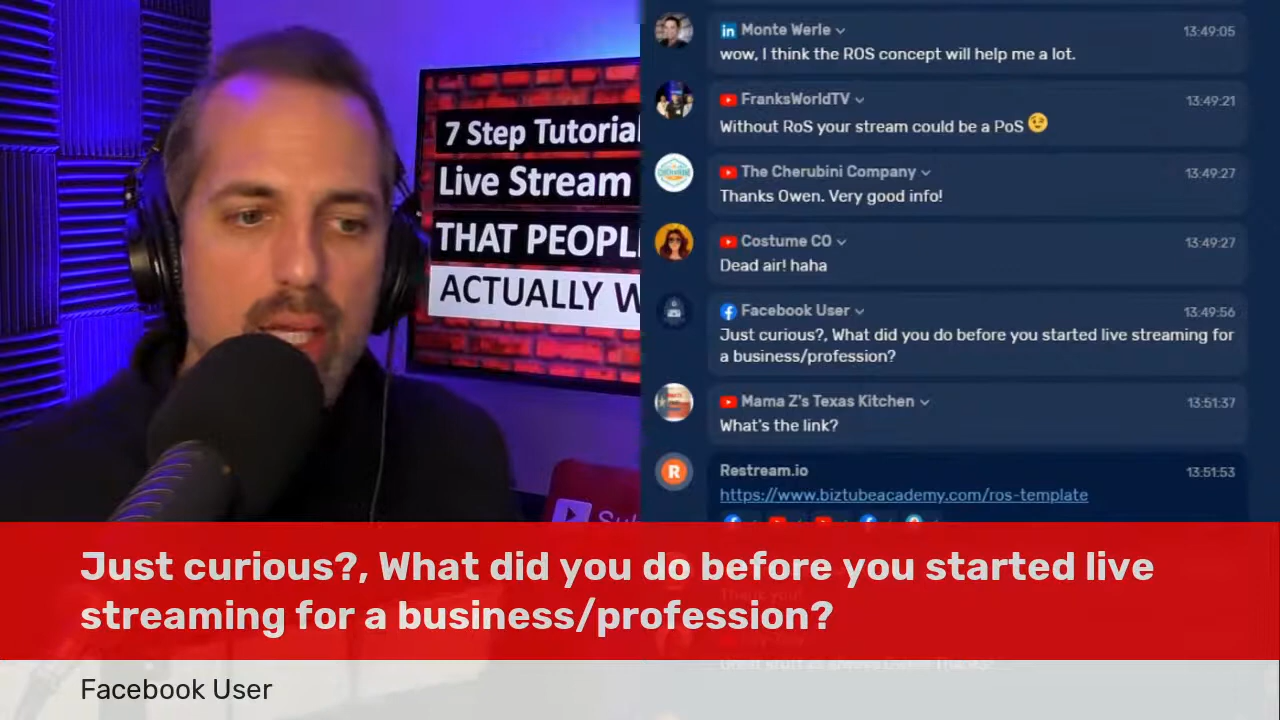 7 Step Tutorial
Live Stream
THAT PEOPL
ACTUALLY W
Monte Werle 13:49:05
wow, I think the ROS concept will help me a lot.
FranksWorldTV 13:49:21
Without RoS your stream could be a PoS 😉
The Cherubini Company 13:49:27
Thanks Owen. Very good info!
Costume CO 13:49:27
Dead air! haha
Facebook User 13:49:56
Just curious?, What did you do before you started live streaming for
a business/profession?
Mama Z's Texas Kitchen 13:51:37
What's the link?
Restream.io 13:51:53
https://www.biztubeacademy.com/ros-template
Just curious?, What did you do before you started live
streaming for a business/profession?
Thank you!
Facebook User